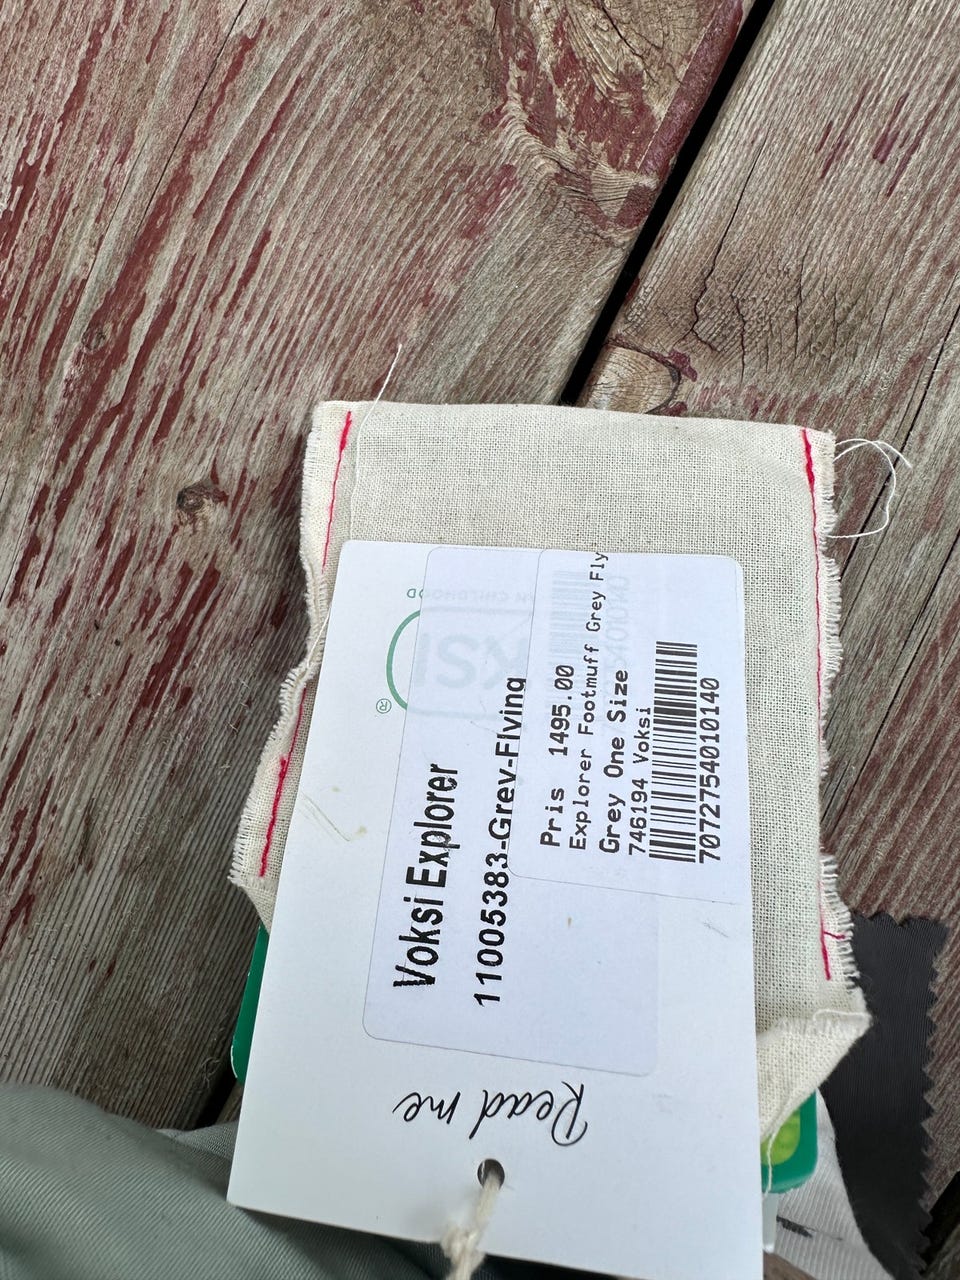 Voksi Explorer
11005383-Grey-Flying
Pris 1495.00
Explorer Footmuff Grey Fly
Grey One Size
746194 Voksi
7072754010140
Read me
®